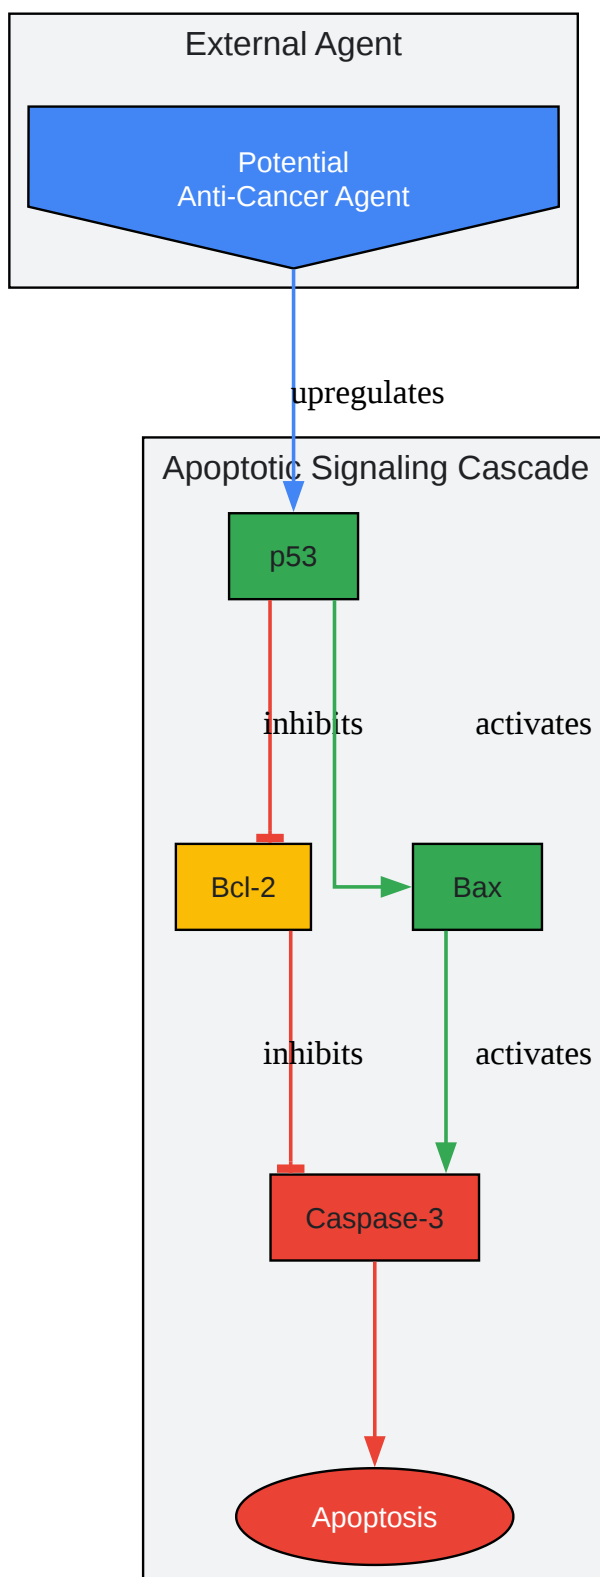 External Agent
Potential
Anti-Cancer Agent
upregulates
Apoptotic Signaling Cascade
p53
inhibits
activates
Bcl-2
Bax
inhibits
activates
Caspase-3
Apoptosis